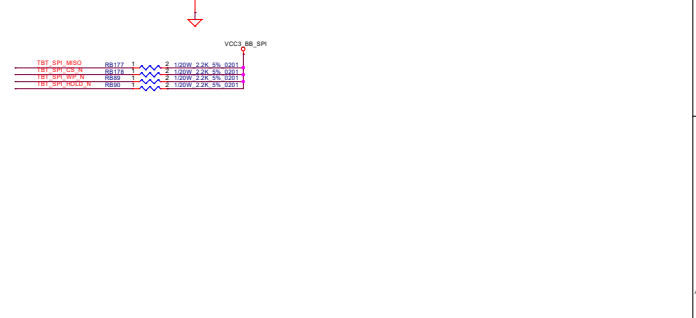 VCC3_BB_SPI
TBT_SPI_MISO RB177 1 2 1/20W_2.2K_5%_0201
TBT_SPI_CS_N RB178 1 2 1/20W_2.2K_5%_0201
TBT_SPI_WP_N RB89 1 2 1/20W_2.2K_5%_0201
TBT_SPI_HOLD_N RB90 1 2 1/20W_2.2K_5%_0201